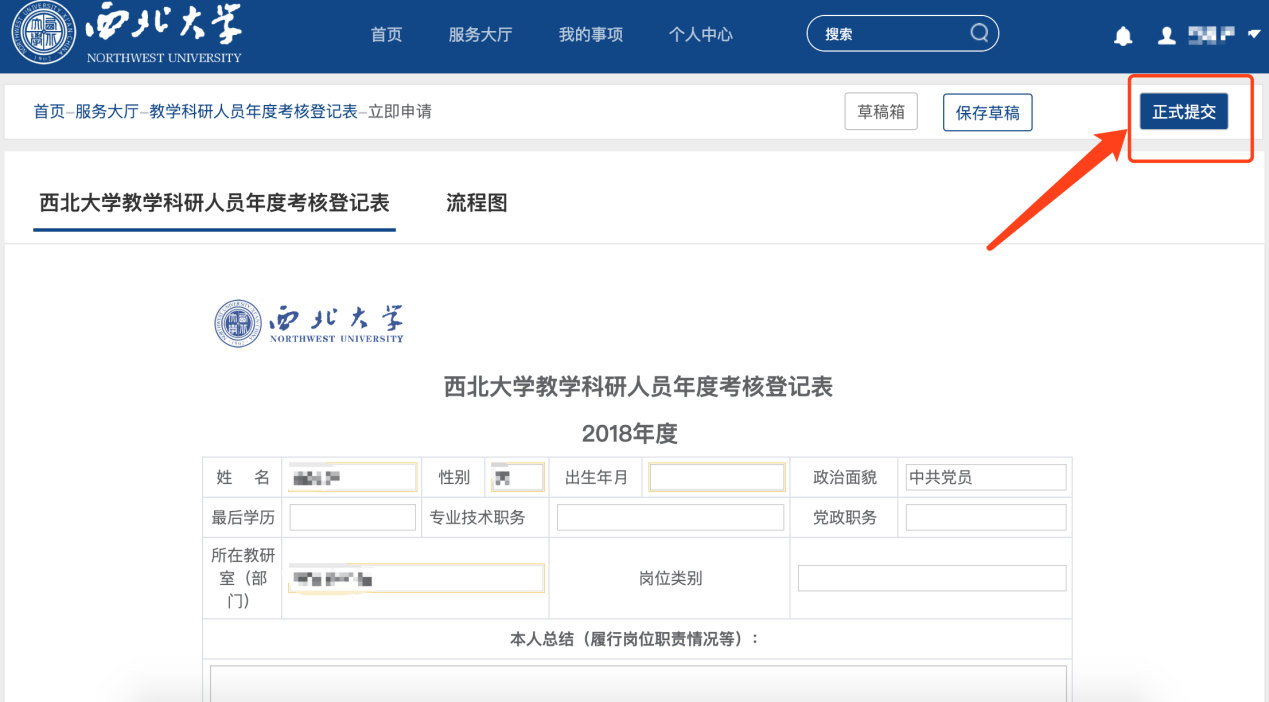 西北大学
NORTHWEST UNIVERSITY
首页 服务大厅 我的事项 个人中心 搜索
首页–服务大厅–教学科研人员年度考核登记表–立即申请 草稿箱 保存草稿 正式提交
西北大学教学科研人员年度考核登记表 流程图
西北大学
NORTHWEST UNIVERSITY
西北大学教学科研人员年度考核登记表
2018年度
姓 名 性别 出生年月 政治面貌 中共党员
最后学历 专业技术职务 党政职务
所在教研
室（部
门） 岗位类别
本人总结（履行岗位职责情况等）：